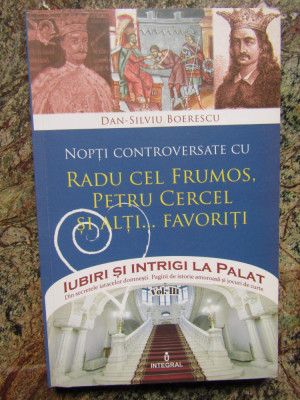 DAN-SILVIU BOERESCU
NOPȚI CONTROVERSATE CU
RADU CEL FRUMOS,
PETRU CERCEL
ȘI ALȚI... FAVORIȚI
IUBIRI ȘI INTRIGI LA PALAT
Din secretele iatacelor domnești. Pagini de istorie amoroasă și jocuri de curte
vol. III
INTEGRAL